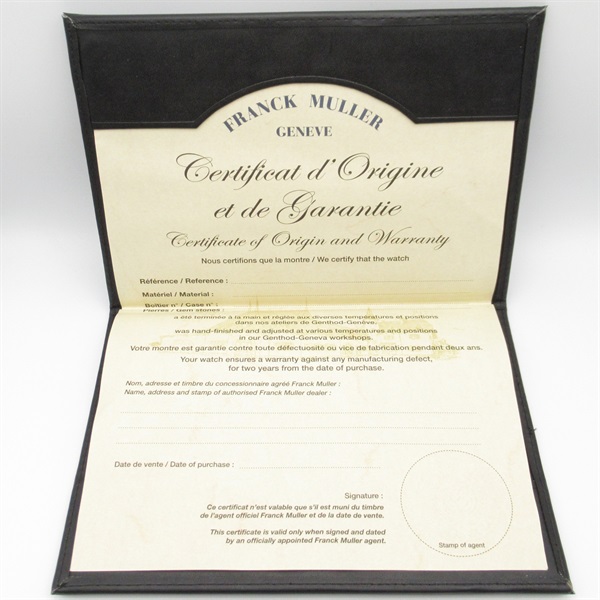 FRANCK MULLER
GENEVE
Certificat d'Origine
et de Garantie
Certificate of Origin and Warranty
Nous certifions que la montre / We certify that the watch
Référence / Reference :
Matériel / Material :
Boîtier n° / Case n° :
Pierres / Gem stones :
a été terminée à la main et réglée aux diverses températures et positions
dans nos ateliers de Genthod-Genève.
was hand-finished and adjusted at various temperatures and positions
in our Genthod-Geneva workshops.
Votre montre est garantie contre toute défectuosité ou vice de fabrication pendant deux ans.
Your watch ensures a warranty against any manufacturing defect,
for two years from the date of purchase.
Nom, adresse et timbre du concessionnaire agréé Franck Muller :
Name, address and stamp of authorised Franck Muller dealer :
Date de vente / Date of purchase :
Signature :
Ce certificat n'est valable que s'il est muni du timbre
de l'agent officiel Franck Muller et de la date de vente.
This certificate is valid only when signed and dated
by an officially appointed Franck Muller agent.
Stamp of agent